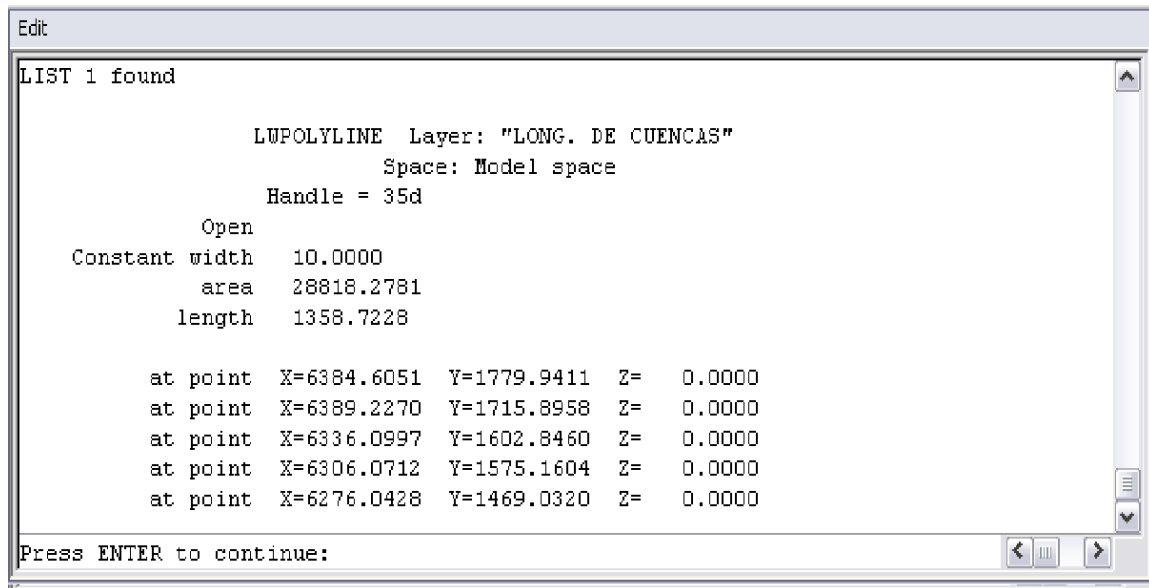 Edit
LIST 1 found
LWPOLYLINE Layer: "LONG. DE CUENCAS"
Space: Model space
Handle = 35d
Open
Constant width 10.0000
area 28818.2781
length 1358.7228
at point X=6384.6051 Y=1779.9411 Z= 0.0000
at point X=6389.2270 Y=1715.8958 Z= 0.0000
at point X=6336.0997 Y=1602.8460 Z= 0.0000
at point X=6306.0712 Y=1575.1604 Z= 0.0000
at point X=6276.0428 Y=1469.0320 Z= 0.0000
Press ENTER to continue: